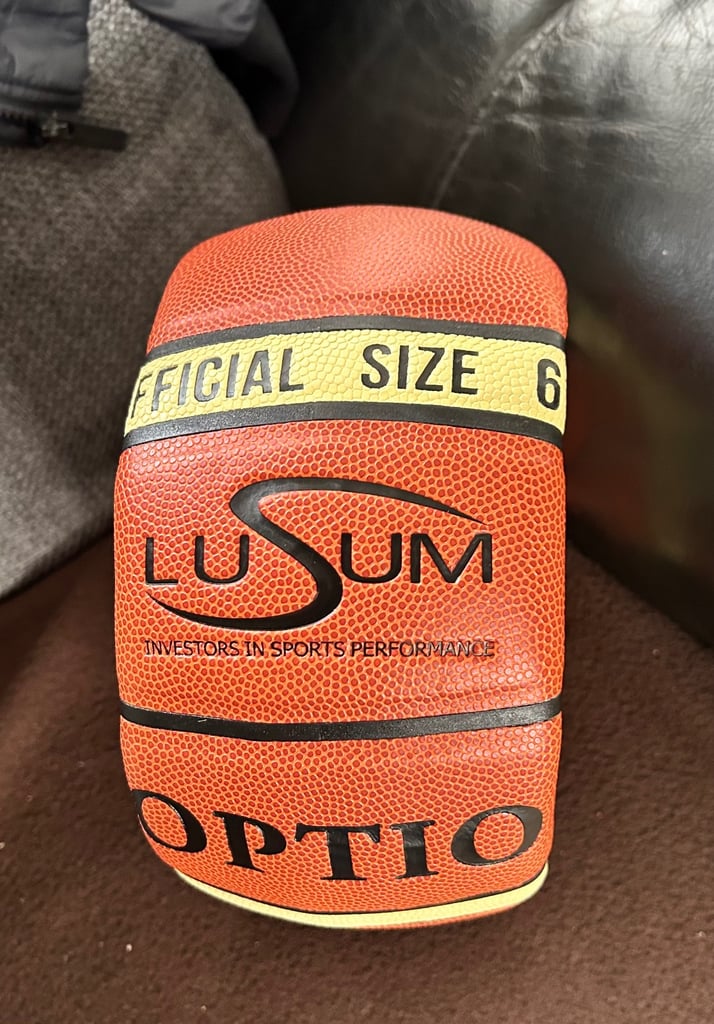 FFICIAL SIZE 6
LUSUM
INVESTORS IN SPORTS PERFORMANCE
OPTIO